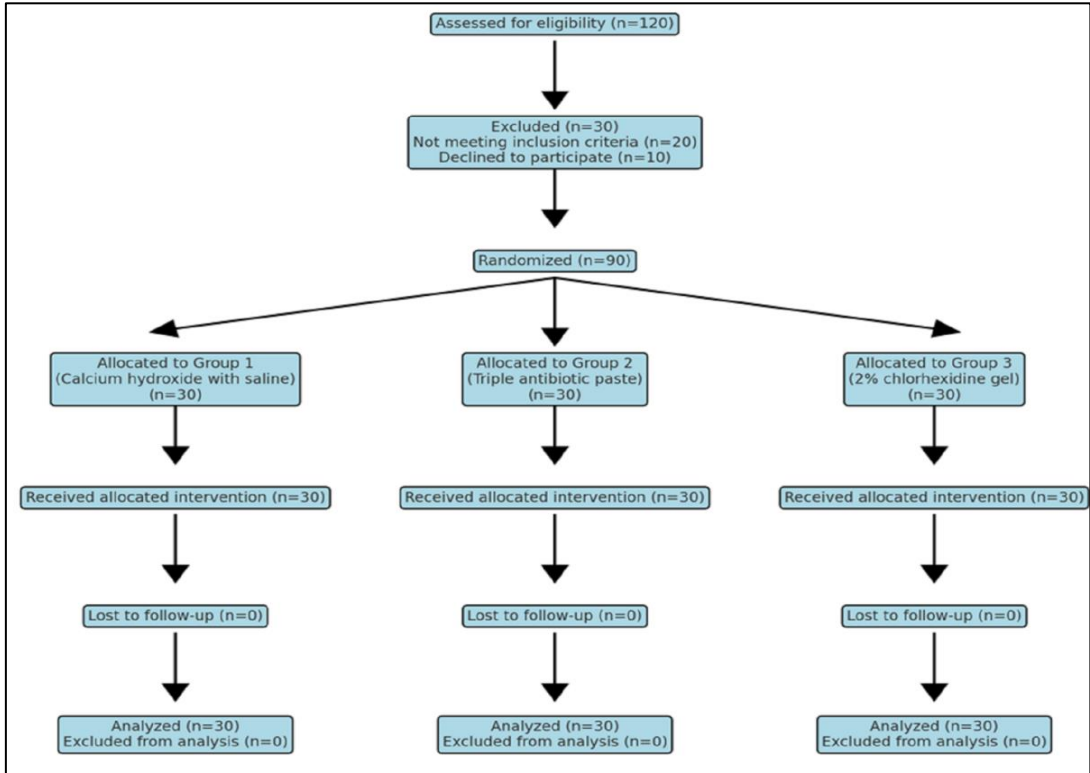 Assessed for eligibility (n=120)
Excluded (n=30)
Not meeting inclusion criteria (n=20)
Declined to participate (n=10)
Randomized (n=90)
Allocated to Group 1
(Calcium hydroxide with saline)
(n=30)
Allocated to Group 2
(Triple antibiotic paste)
(n=30)
Allocated to Group 3
(2% chlorhexidine gel)
(n=30)
Received allocated intervention (n=30)
Received allocated intervention (n=30)
Received allocated intervention (n=30)
Lost to follow-up (n=0)
Lost to follow-up (n=0)
Lost to follow-up (n=0)
Analyzed (n=30)
Excluded from analysis (n=0)
Analyzed (n=30)
Excluded from analysis (n=0)
Analyzed (n=30)
Excluded from analysis (n=0)